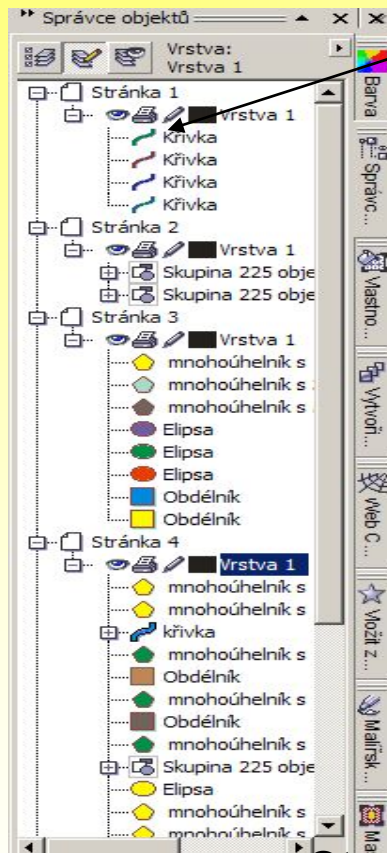 Správce objektů
Vrstva:
Vrstva 1
Stránka 1
Vrstva 1
Křivka
Křivka
Křivka
Křivka
Stránka 2
Vrstva 1
Skupina 225 obje
Skupina 225 obje
Stránka 3
Vrstva 1
mnohoúhelník s
mnohoúhelník s
mnohoúhelník s
Elipsa
Elipsa
Elipsa
Obdélník
Obdélník
Stránka 4
Vrstva 1
mnohoúhelník s
mnohoúhelník s
křivka
mnohoúhelník s
Obdélník
mnohoúhelník s
Obdélník
mnohoúhelník s
Skupina 225 obje
Elipsa
mnohoúhelník s
mnohoúhelník s
Barva
Správc...
Vlastno...
Vytvoři...
Web C...
Vložit z...
Malířsk...
Ma